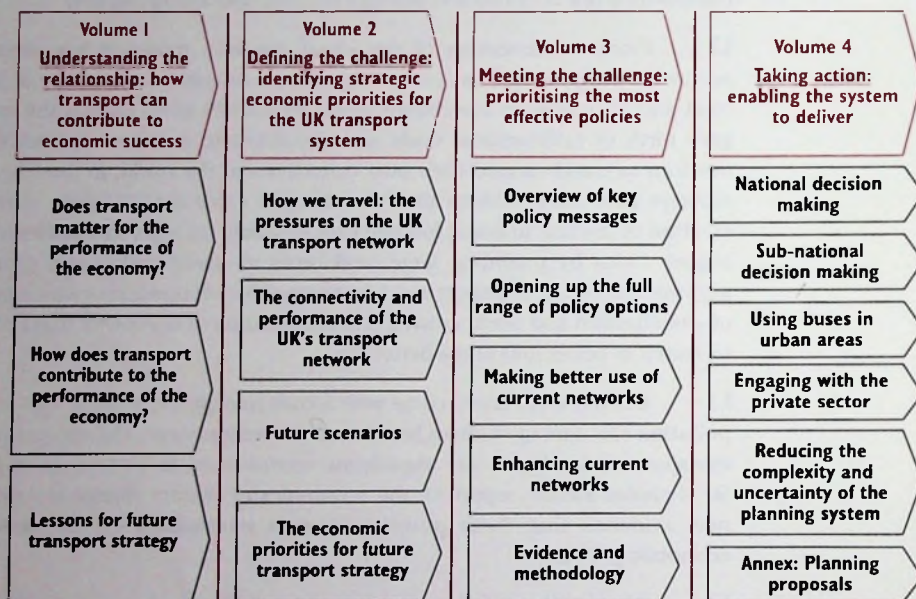 Volume I
Understanding the
relationship: how
transport can
contribute to
economic success
Does transport
matter for the
performance of
the economy?
How does transport
contribute to the
performance of
the economy?
Lessons for future
transport strategy
Volume 2
Defining the challenge:
identifying strategic
economic priorities for
the UK transport
system
How we travel: the
pressures on the UK
transport network
The connectivity and
performance of the
UK's transport
network
Future scenarios
The economic
priorities for future
transport strategy
Volume 3
Meeting the challenge:
prioritising the most
effective policies
Overview of key
policy messages
Opening up the full
range of policy options
Making better use of
current networks
Enhancing current
networks
Evidence and
methodology
Volume 4
Taking action:
enabling the system
to deliver
National decision
making
Sub-national
decision making
Using buses in
urban areas
Engaging with the
private sector
Reducing the
complexity and
uncertainty of the
planning system
Annex: Planning
proposals